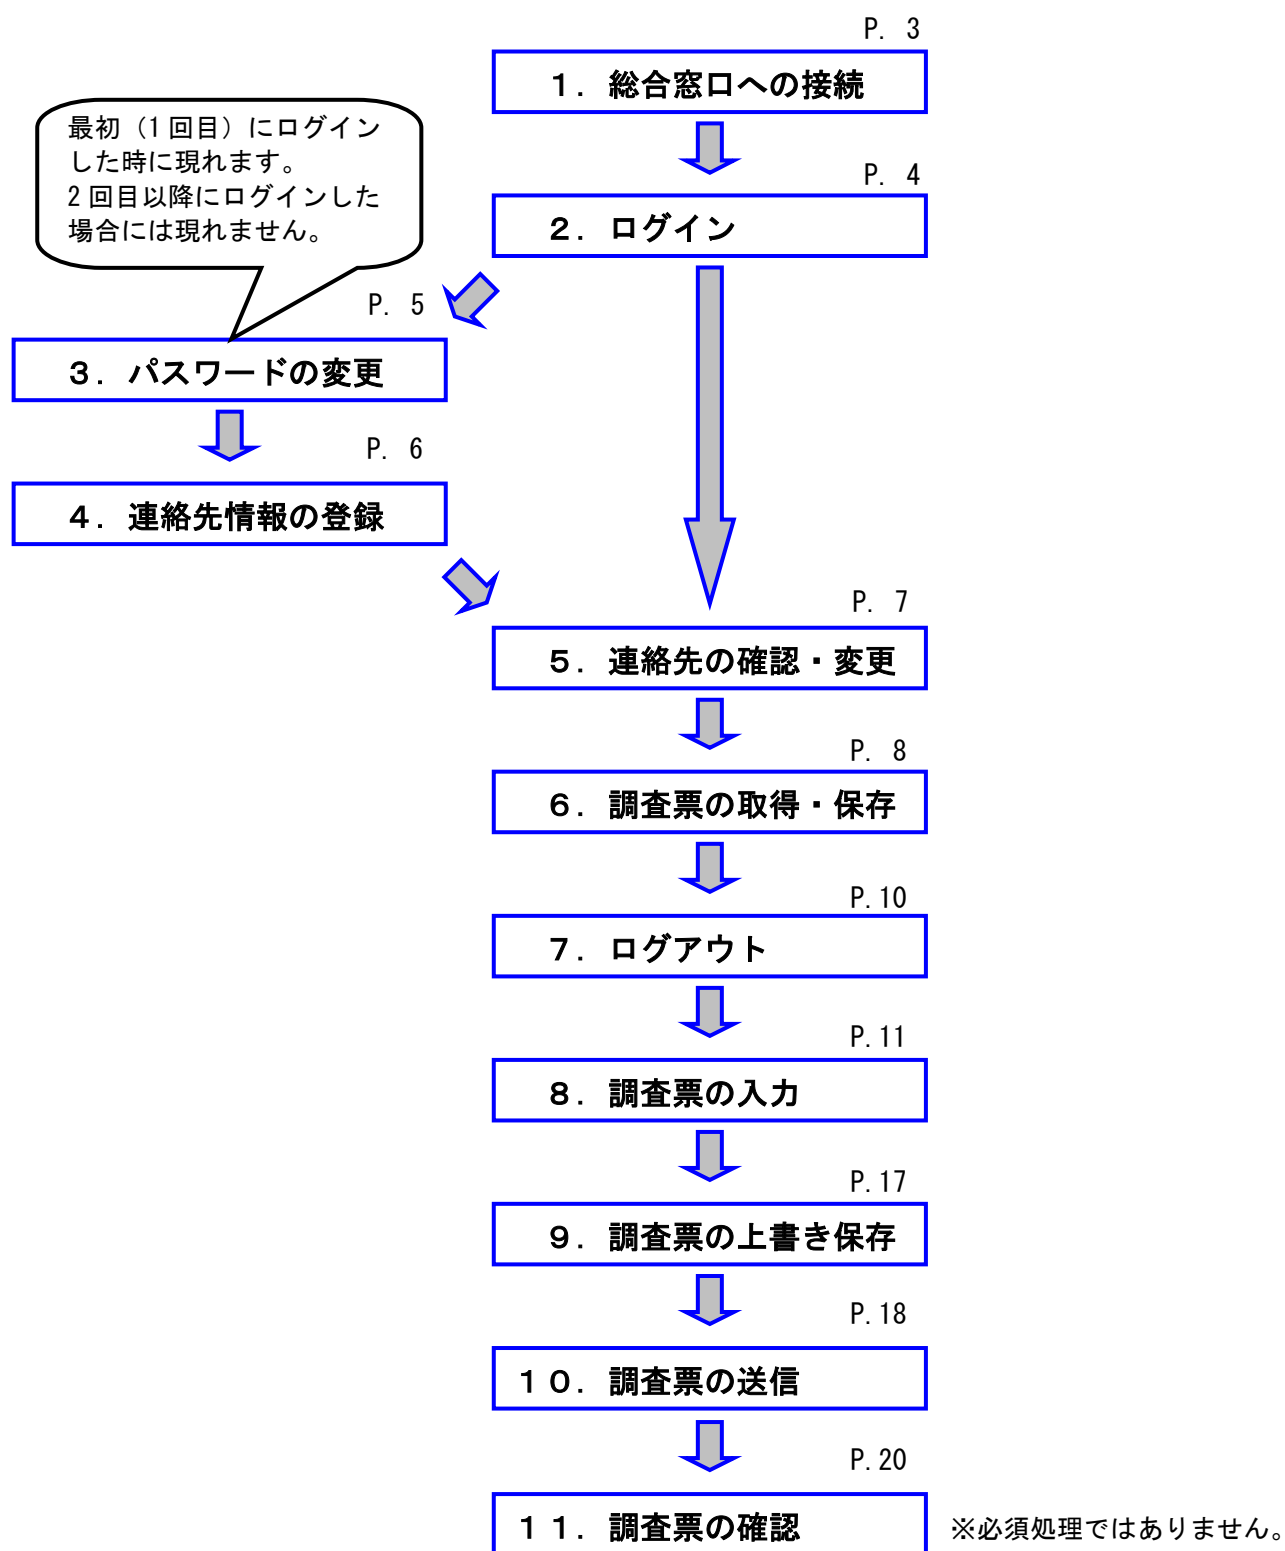 P. 3
１．総合窓口への接続
最初（1回目）にログイン
した時に現れます。
2回目以降にログインした
場合には現れません。
P. 4
２．ログイン
P. 5
３．パスワードの変更
P. 6
４．連絡先情報の登録
P. 7
５．連絡先の確認・変更
P. 8
６．調査票の取得・保存
P.10
７．ログアウト
P.11
８．調査票の入力
P.17
９．調査票の上書き保存
P.18
１０．調査票の送信
P.20
１１．調査票の確認 ※必須処理ではありません。